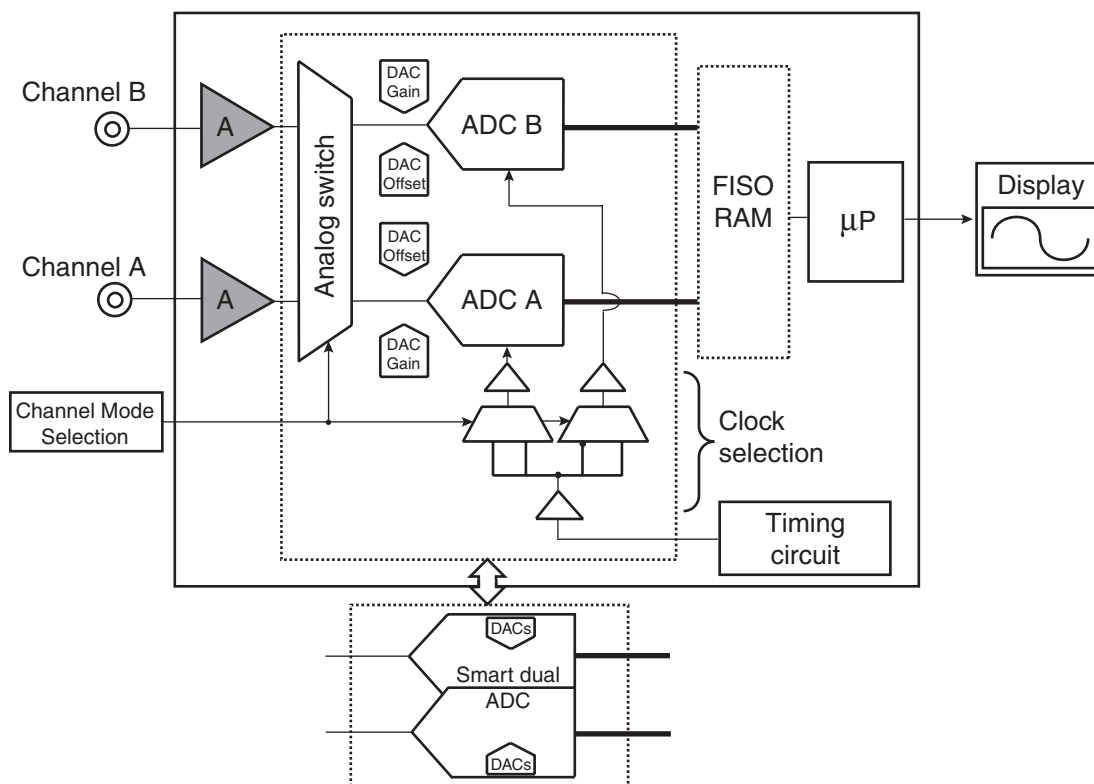 Channel B
A
DAC
Gain
ADC B
DAC
Offset
Analog switch
FISO
RAM
µP
Display
Channel A
A
DAC
Offset
ADC A
DAC
Gain
Channel Mode
Selection
Clock
selection
Timing
circuit
DACs
Smart dual
ADC
DACs